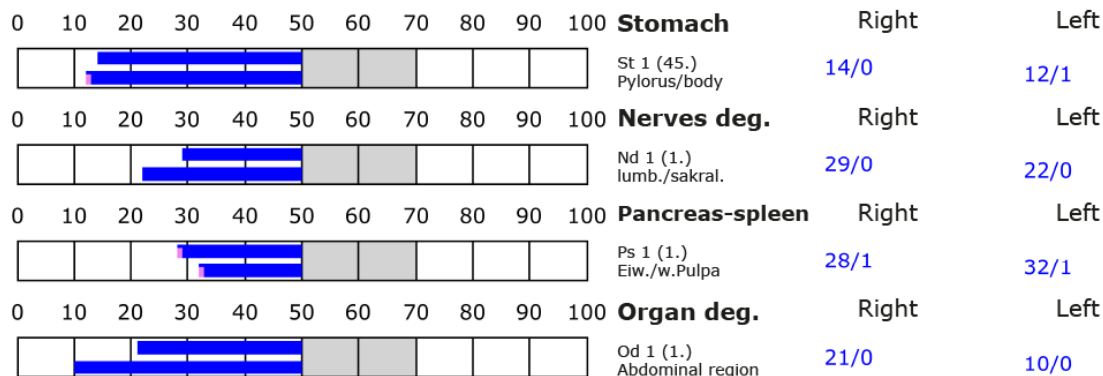 0 10 20 30 40 50 60 70 80 90 100 Stomach Right Left
St 1 (45.) 14/0 12/1
Pylorus/body
0 10 20 30 40 50 60 70 80 90 100 Nerves deg. Right Left
Nd 1 (1.) 29/0 22/0
lumb./sakral.
0 10 20 30 40 50 60 70 80 90 100 Pancreas-spleen Right Left
Ps 1 (1.) 28/1 32/1
Eiw./w.Pulpa
0 10 20 30 40 50 60 70 80 90 100 Organ deg. Right Left
Od 1 (1.) 21/0 10/0
Abdominal region